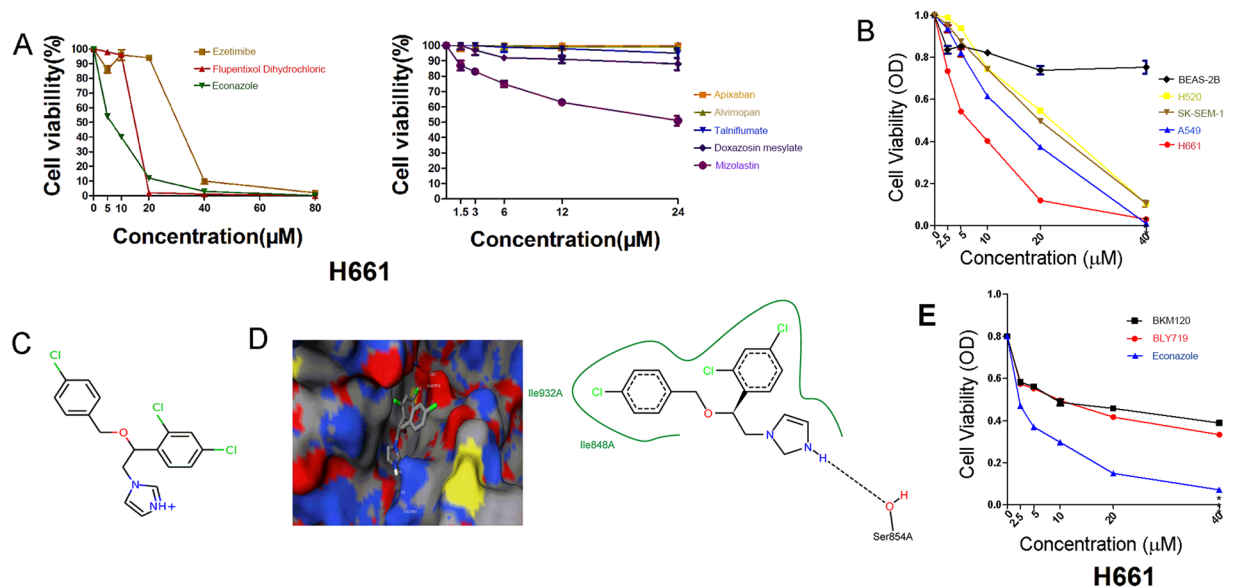 A
Cell viability(%)
100
90
80
70
60
50
40
30
20
10
0
0 5 10 20 40 60 80
Concentration(µM)
Ezetimibe
Flupentixol Dihydrochloric
Econazole
Cell viabillity(%)
100
90
80
70
60
50
40
30
20
10
0
1.5 3 6 12 24
Concentration(µM)
Apixaban
Alvimopan
Talniflumate
Doxazosin mesylate
Mizolastin
H661
B
Cell Viability (OD)
1.0
0.8
0.6
0.4
0.2
0.0
0 2.5 5 10 20 40
Concentration (µM)
BEAS-2B
H520
SK-SEM-1
A549
H661
C
Cl
Cl
O
Cl
N
NH+
D
Cl
Cl
Cl
Ile932A
Ile848A
O
N
N H
H
O
Ser854A
E
Cell Viability (OD)
1.0
0.8
0.6
0.4
0.2
0.0
0 2.5 5 10 20 40
Concentration (µM)
BKM120
BLY719
Econazole
*
*
H661